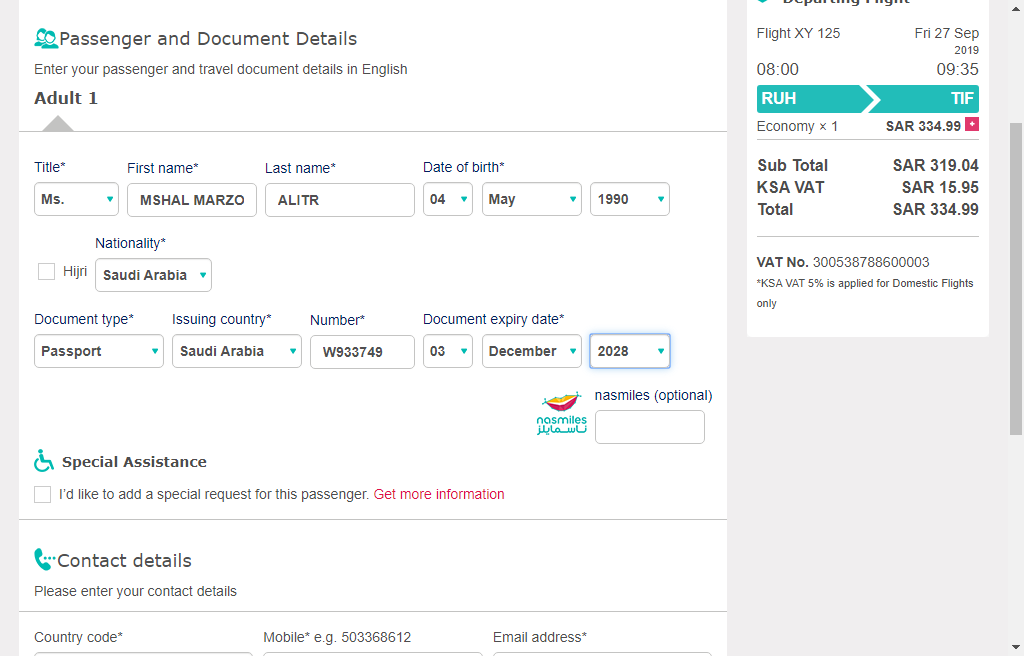 Passenger and Document Details
Enter your passenger and travel document details in English
Adult 1
Title* First name* Last name* Date of birth*
Ms. MSHAL MARZO ALITR 04 May 1990
Nationality*
Hijri Saudi Arabia
Document type* Issuing country* Number* Document expiry date*
Passport Saudi Arabia W933749 03 December 2028
nasmiles (optional)
nasmiles
ناسمايلز
Special Assistance
I'd like to add a special request for this passenger. Get more information
Contact details
Please enter your contact details
Country code* Mobile* e.g. 503368612 Email address*
Departing Flight
Flight XY 125 Fri 27 Sep
2019
08:00 09:35
RUH TIF
Economy × 1 SAR 334.99 +
Sub Total SAR 319.04
KSA VAT SAR 15.95
Total SAR 334.99
VAT No. 300538788600003
*KSA VAT 5% is applied for Domestic Flights
only